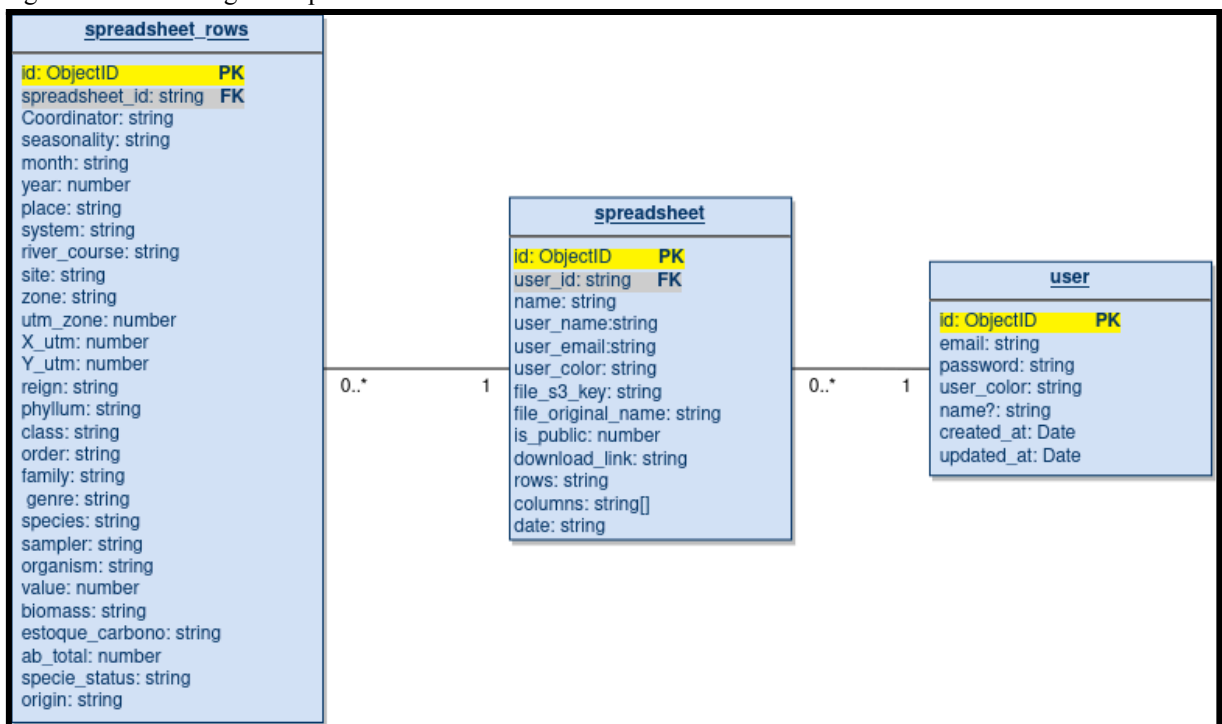 spreadsheet_rows
id: ObjectID PK
spreadsheet_id: string FK
Coordinator: string
seasonality: string
month: string
year: number
place: string
system: string
river_course: string
site: string
zone: string
utm_zone: number
X_utm: number
Y_utm: number
reign: string
phyllum: string
class: string
order: string
family: string
genre: string
species: string
sampler: string
organism: string
value: number
biomass: string
estoque_carbono: string
ab_total: number
specie_status: string
origin: string
0..* 1
spreadsheet
id: ObjectID PK
user_id: string FK
name: string
user_name:string
user_email:string
user_color: string
file_s3_key: string
file_original_name: string
is_public: number
download_link: string
rows: string
columns: string[]
date: string
0..* 1
user
id: ObjectID PK
email: string
password: string
user_color: string
name?: string
created_at: Date
updated_at: Date